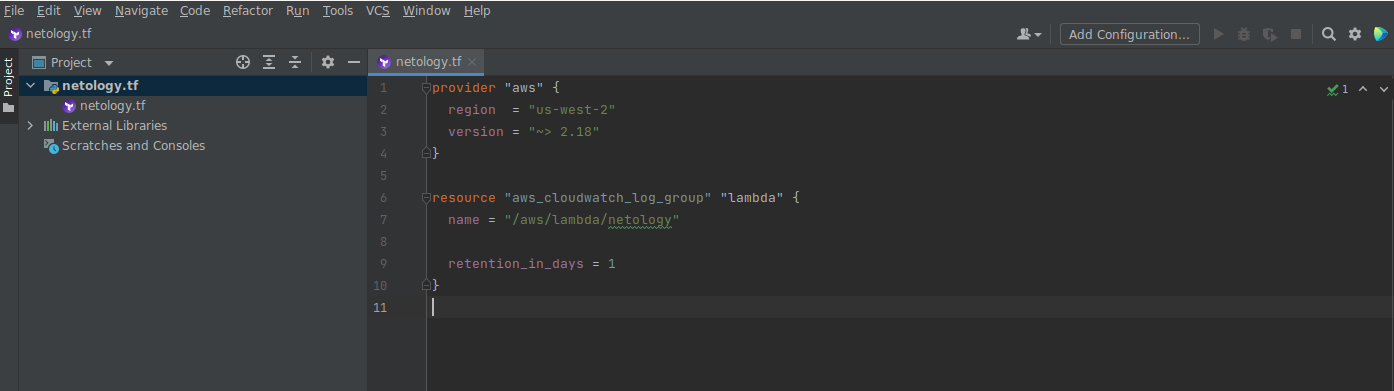 File Edit View Navigate Code Refactor Run Tools VCS Window Help
netology.tf
Add Configuration...
Project
Project
netology.tf
netology.tf
External Libraries
Scratches and Consoles
netology.tf
1
1 provider "aws" {
2   region  = "us-west-2"
3   version = "~> 2.18"
4 }
5
6 resource "aws_cloudwatch_log_group" "lambda" {
7   name = "/aws/lambda/netology"
8
9   retention_in_days = 1
10 }
11